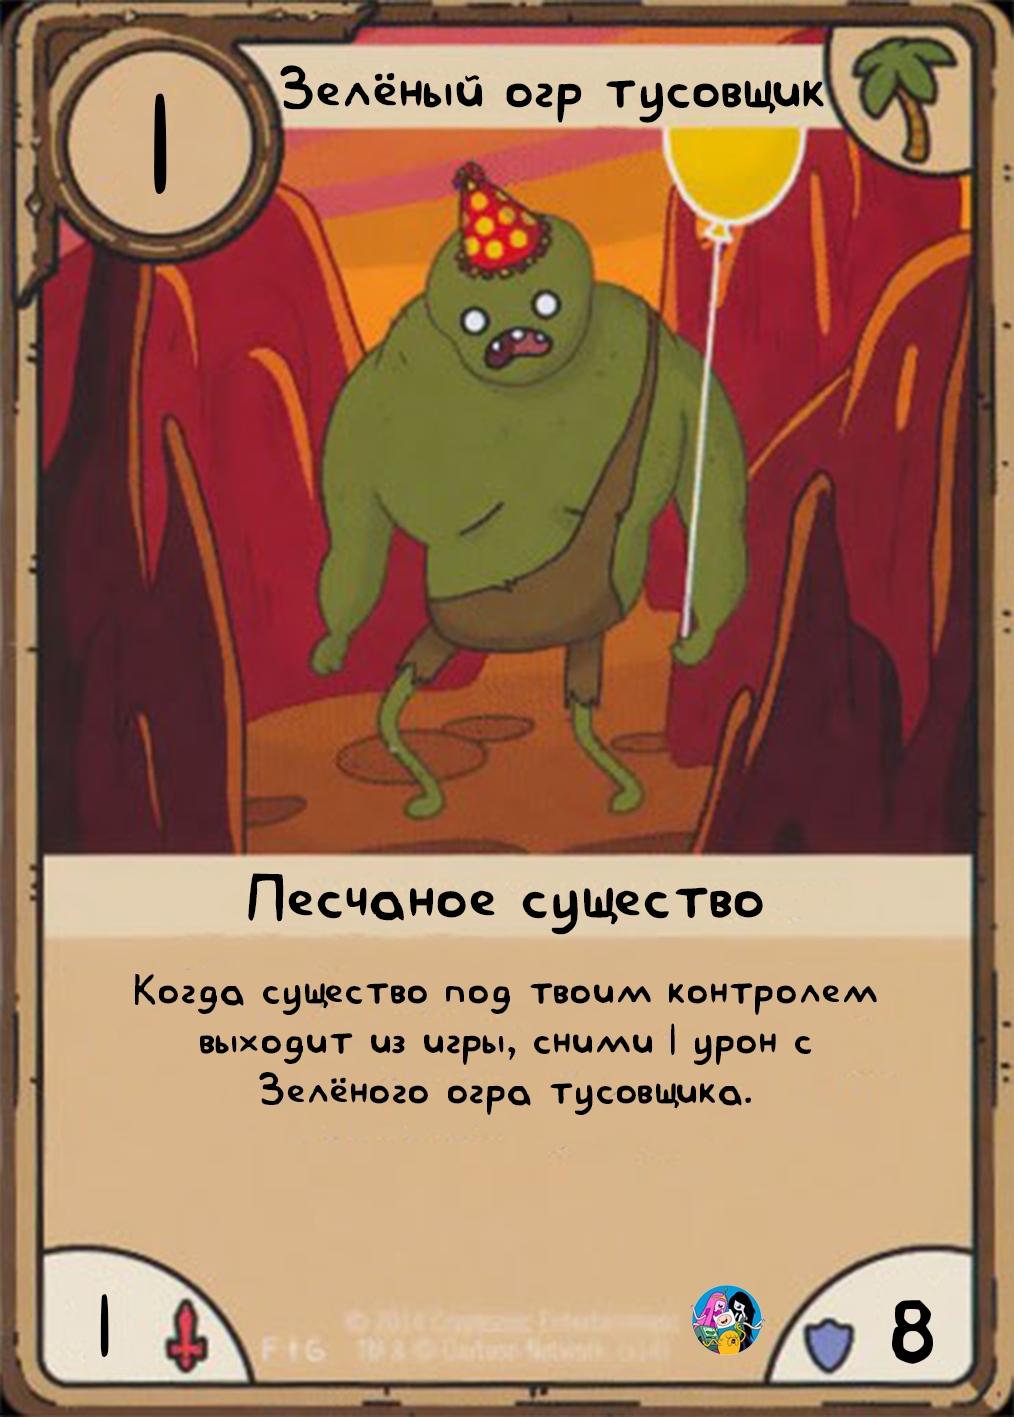 1
Зелёный огр тусовщик
Песчаное существо
Когда существо под твоим контролем
выходит из игры, сними 1 урон с
Зелёного огра тусовщика.
1
8